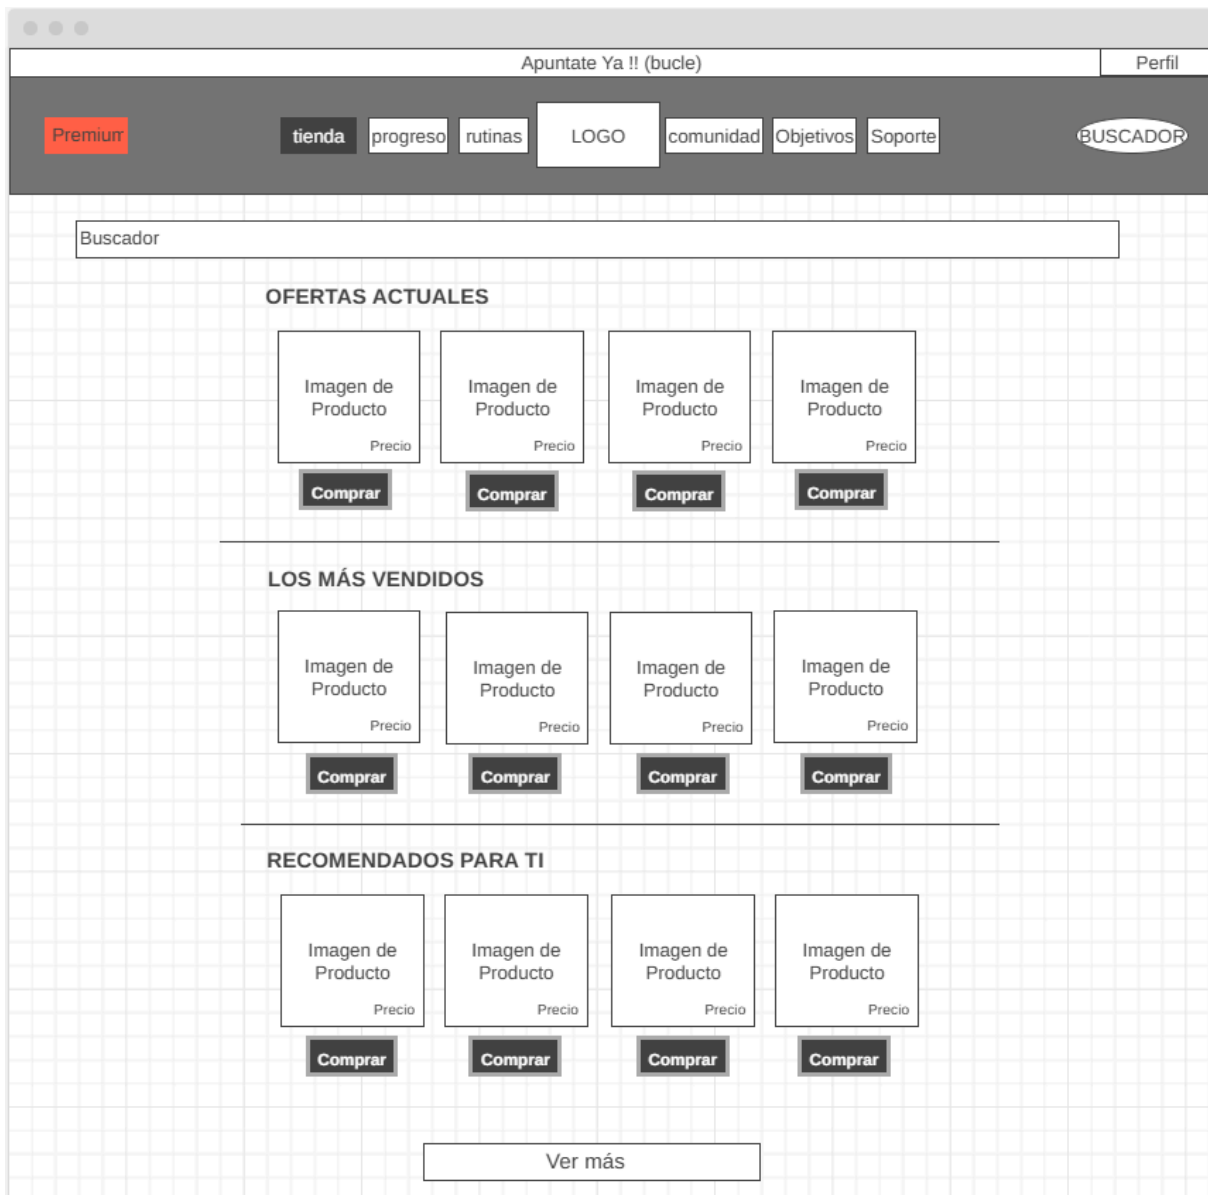 Apuntate Ya !! (bucle)
Perfil
Premium
tienda
progreso
rutinas
LOGO
comunidad
Objetivos
Soporte
BUSCADOR
Buscador
OFERTAS ACTUALES
Imagen de
Producto
Precio
Imagen de
Producto
Precio
Imagen de
Producto
Precio
Imagen de
Producto
Precio
Comprar
Comprar
Comprar
Comprar
LOS MÁS VENDIDOS
Imagen de
Producto
Precio
Imagen de
Producto
Precio
Imagen de
Producto
Precio
Imagen de
Producto
Precio
Comprar
Comprar
Comprar
Comprar
RECOMENDADOS PARA TI
Imagen de
Producto
Precio
Imagen de
Producto
Precio
Imagen de
Producto
Precio
Imagen de
Producto
Precio
Comprar
Comprar
Comprar
Comprar
Ver más